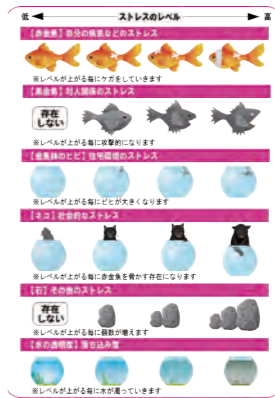 低 ストレスのレベル 高
【赤金魚】自分の病気などのストレス
※レベルが上がる毎にケガをしていきます
【黒金魚】対人関係のストレス
存在
しない
※レベルが上がる毎に攻撃的になります
【金魚鉢のヒビ】住宅環境のストレス
※レベルが上がる毎にヒビが大きくなります
【ネコ】社会的なストレス
※レベルが上がる毎に赤金魚を脅かす存在になります
【石】その他のストレス
存在
しない
※レベルが上がる毎に個数が増えます
【水の透明度】落ち込み度
※レベルが上がる毎に水が濁っていきます